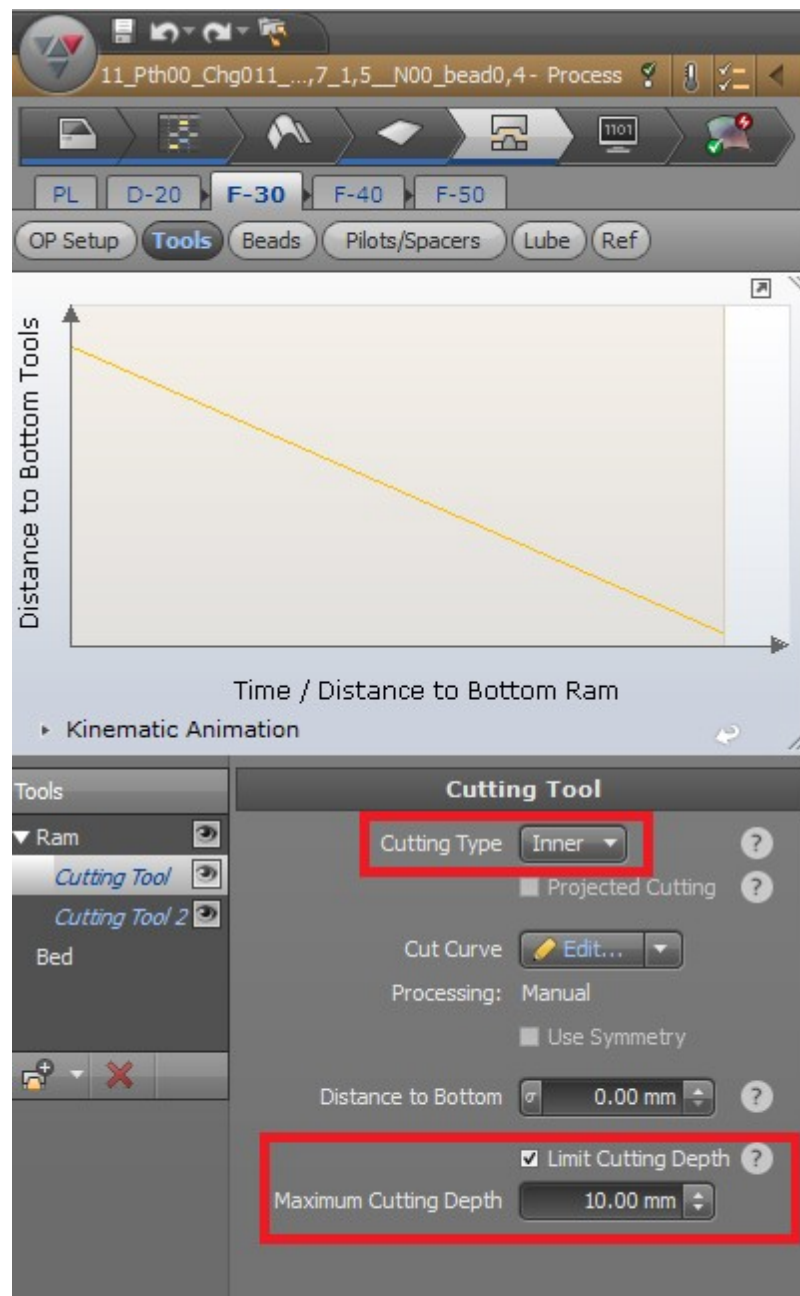 11_Pth00_Chg011_...,7_1,5__N00_bead0,4 - Process
1101
PL D-20 F-30 F-40 F-50
OP Setup Tools Beads Pilots/Spacers Lube Ref
Distance to Bottom Tools
Time / Distance to Bottom Ram
Kinematic Animation
Tools
Ram
Cutting Tool
Cutting Tool 2
Bed
Cutting Tool
Cutting Type Inner ?
Projected Cutting ?
Cut Curve Edit...
Processing: Manual
Use Symmetry
Distance to Bottom σ 0.00 mm ?
Limit Cutting Depth ?
Maximum Cutting Depth 10.00 mm